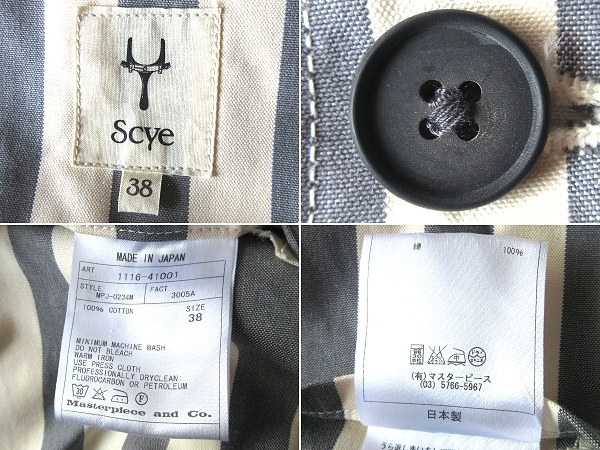 Scye
38
MADE IN JAPAN
ART 1116-41001
STYLE FACT.
MPJ-0234M 3005A
100% COTTON SIZE
38
MINIMUM MACHINE WASH
DO NOT BLEACH
WARM IRON
USE PRESS CLOTH
PROFESSIONALLY DRYCLEAN:
FLUOROCARBON OR PETROLEUM
30 F
Masterpiece and Co.
綿 100%
(有)マスターピース
(03) 5766-5967
日本製